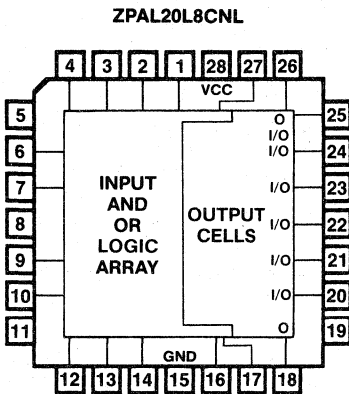 ZPAL20L8CNL
4 3 2 1 28 27 26
VCC
5
6
7
8
9
10
11
INPUT
AND
OR
LOGIC
ARRAY
OUTPUT
CELLS
O
I/O
I/O
I/O
I/O
I/O
I/O
O
25
24
23
22
21
20
19
GND
12 13 14 15 16 17 18